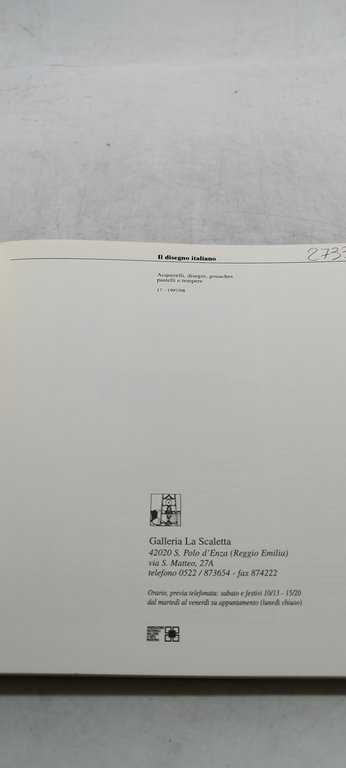 Il disegno italiano
273
Acquerelli, disegni, gouaches
pastelli e tempere
17 - 1997/98
Galleria La Scaletta
42020 S. Polo d'Enza (Reggio Emilia)
via S. Matteo, 27A
telefono 0522 / 873654 - fax 874222
Orario, previa telefonata: sabato e festivi 10/13 - 15/20
dal martedì al venerdì su appuntamento (lunedì chiuso)